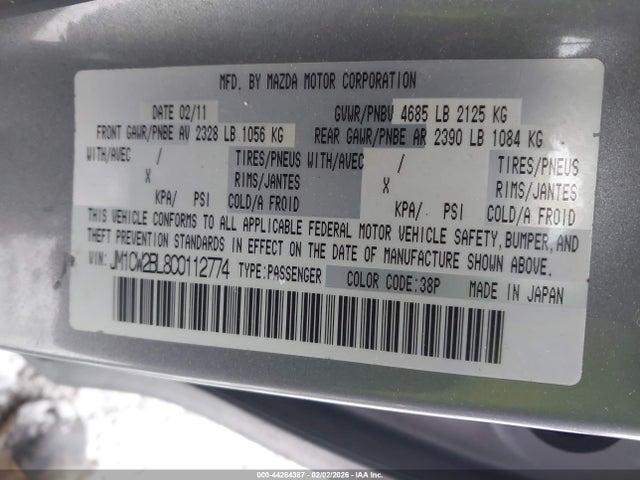 MFD. BY MAZDA MOTOR CORPORATION
DATE 02/11 GVWR/PNBV 4685 LB 2125 KG
FRONT GAWR/PNBE AV 2328 LB 1056 KG REAR GAWR/PNBE AR 2390 LB 1084 KG
WITH/AVEC / TIRES/PNEUS WITH/AVEC / TIRES/PNEUS
X RIMS/JANTES X RIMS/JANTES
KPA/ PSI COLD/A FROID KPA/ PSI COLD/A FROID
THIS VEHICLE CONFORMS TO ALL APPLICABLE FEDERAL MOTOR VEHICLE SAFETY, BUMPER, AND
THEFT PREVENTION STANDARDS IN EFFECT ON THE DATE OF MANUFACTURE SHOWN ABOVE.
VIN: JM1CW2BL8C0112774 TYPE:PASSENGER COLOR CODE:38P MADE IN JAPAN
000-44284387 - 02/02/2026 - IAAI.COM